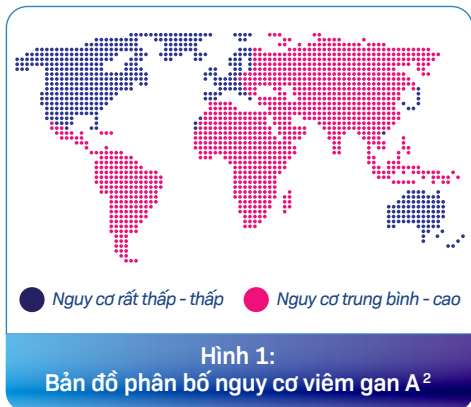 Nguy cơ rất thấp - thấp
Nguy cơ trung bình - cao
Hình 1:
Bản đồ phân bố nguy cơ viêm gan A²